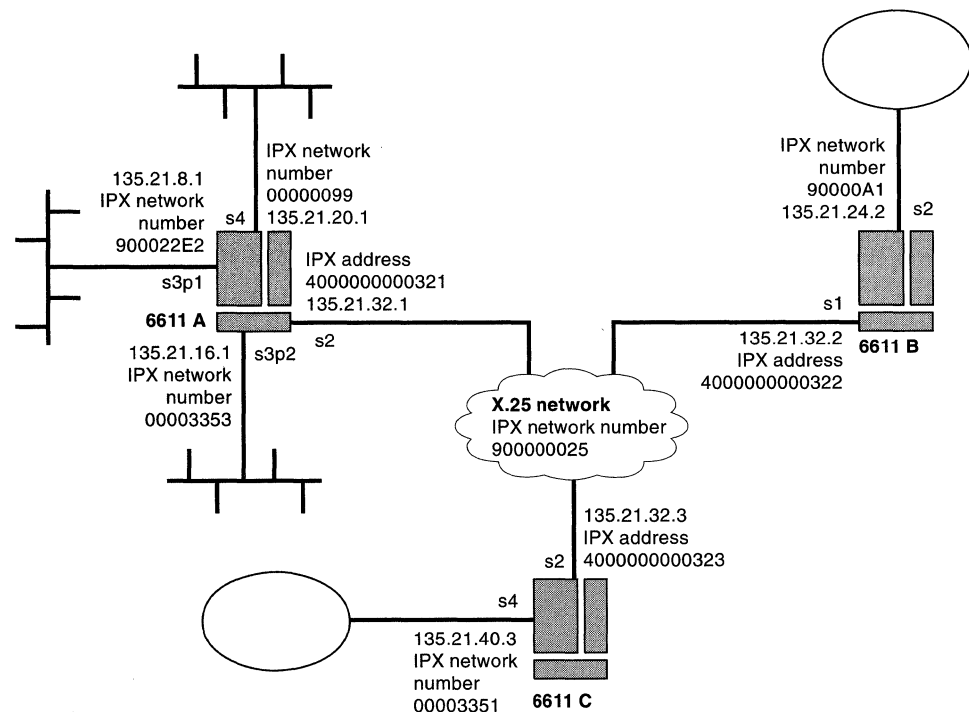 IPX network
number
00000099
135.21.20.1
s4
135.21.8.1
IPX network
number
900022E2
s3p1
IPX address
4000000000321
135.21.32.1
6611 A
s2
s3p2
135.21.16.1
IPX network
number
00003353
IPX network
number
90000A1
135.21.24.2
s2
s1
6611 B
135.21.32.2
IPX address
4000000000322
X.25 network
IPX network number
900000025
135.21.32.3
IPX address
4000000000323
s2
s4
135.21.40.3
IPX network
number
00003351
6611 C